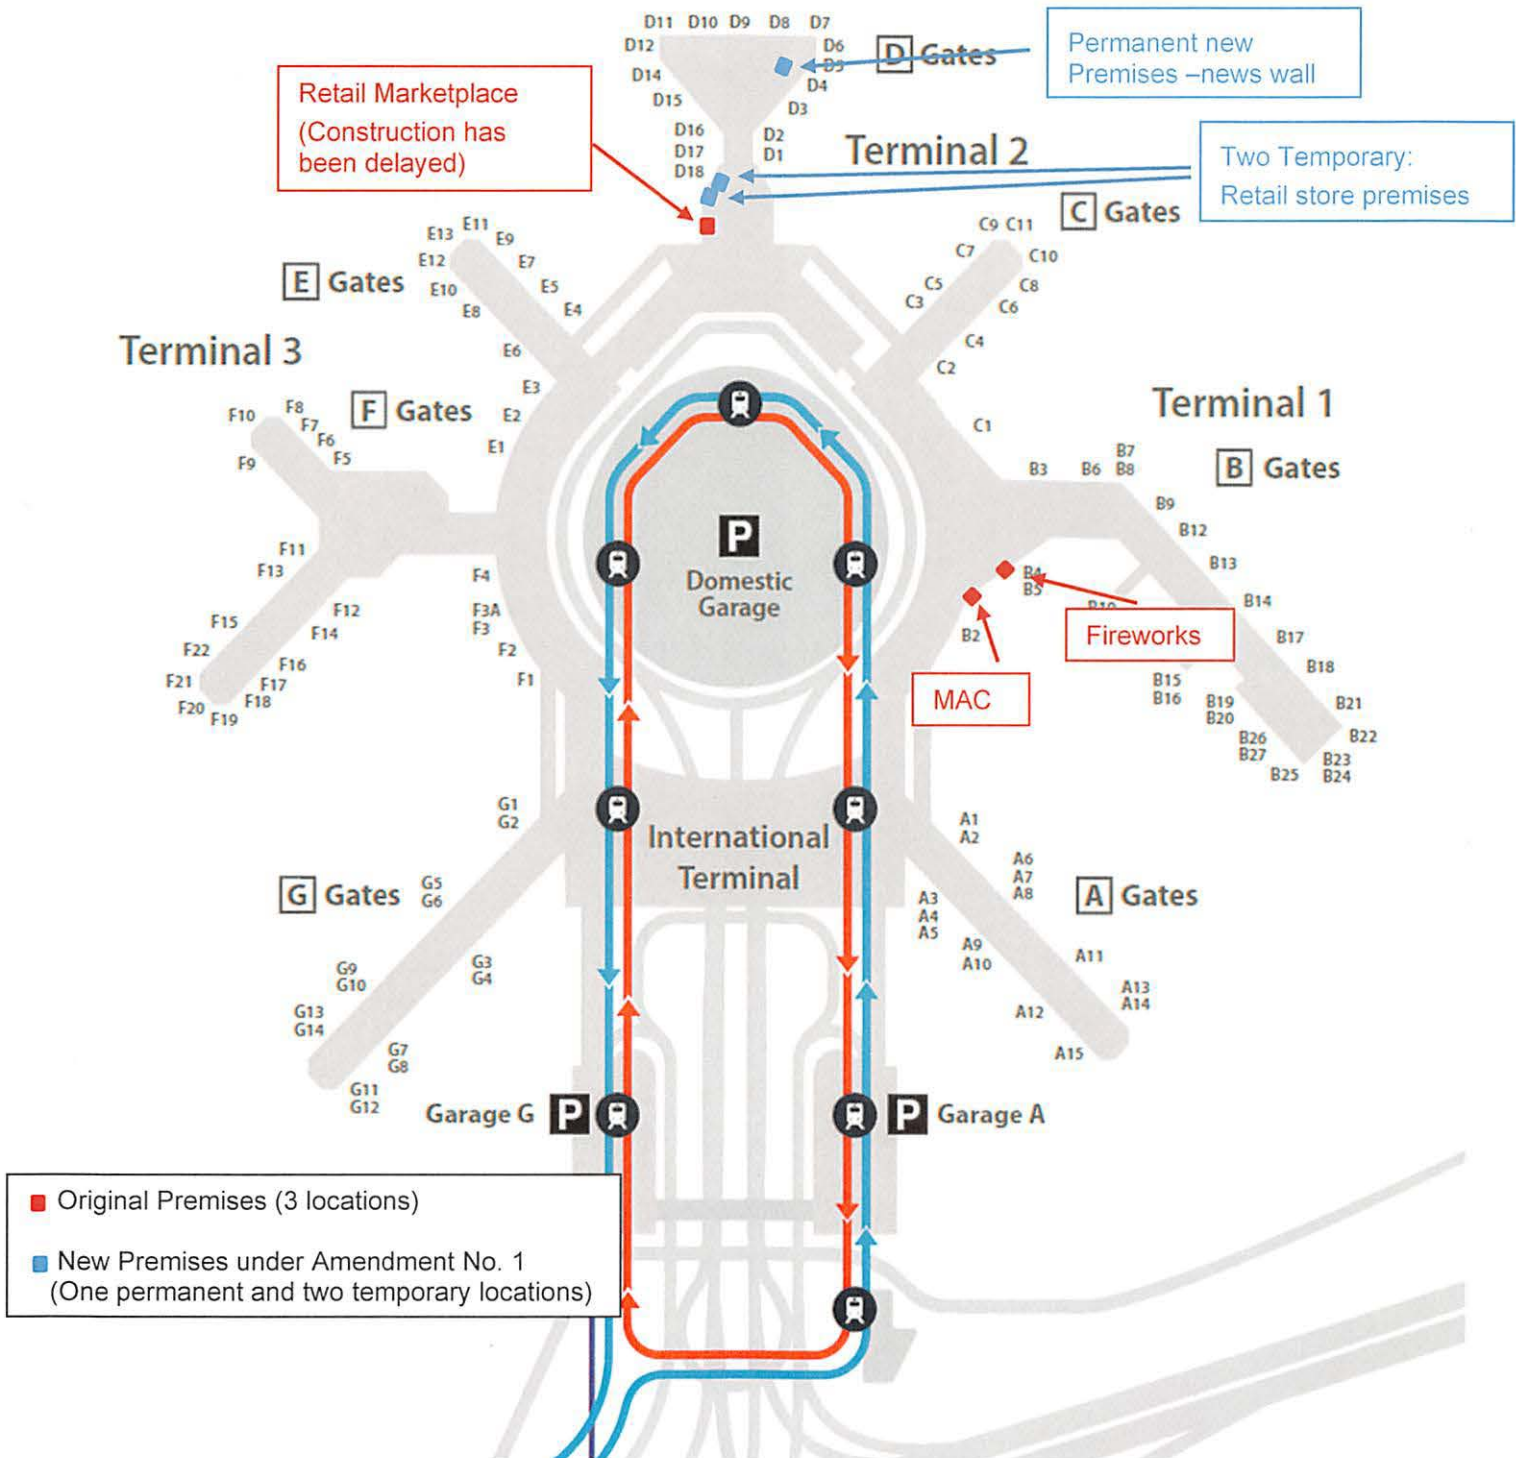 D11 D10 D9 D8 D7
D12
D6
D5
D Gates
D14
D4
D15
D3
D16
D17
D18
D2
D1
Permanent new
Premises –news wall
Retail Marketplace
(Construction has
been delayed)
Terminal 2
Two Temporary:
Retail store premises
C Gates
C9 C11
C7
C10
C5
C8
C3
C6
C4
C2
C1
E11
E13
E9
E12
E7
E10
E5
E8
E4
E6
E3
E2
E1
E Gates
Terminal 3
F Gates
F10
F8
F7
F6
F5
F9
F11
F13
F4
F3A
F3
F12
F15
F14
F2
F22
F16
F21
F17
F1
F20
F18
F19
Terminal 1
B Gates
B3
B6
B7
B8
B9
B12
B13
B4
B5
B14
B10
B2
B17
B18
B15
B16
B19
B20
B21
B22
B26
B27
B23
B24
B25
Fireworks
MAC
P
Domestic
Garage
International
Terminal
G1
G2
G Gates
G5
G6
G3
G4
G9
G10
G13
G14
G7
G8
G11
G12
A1
A2
A6
A7
A8
A Gates
A3
A4
A5
A9
A10
A11
A13
A14
A12
A15
Garage G P
P Garage A
Original Premises (3 locations)
New Premises under Amendment No. 1
(One permanent and two temporary locations)